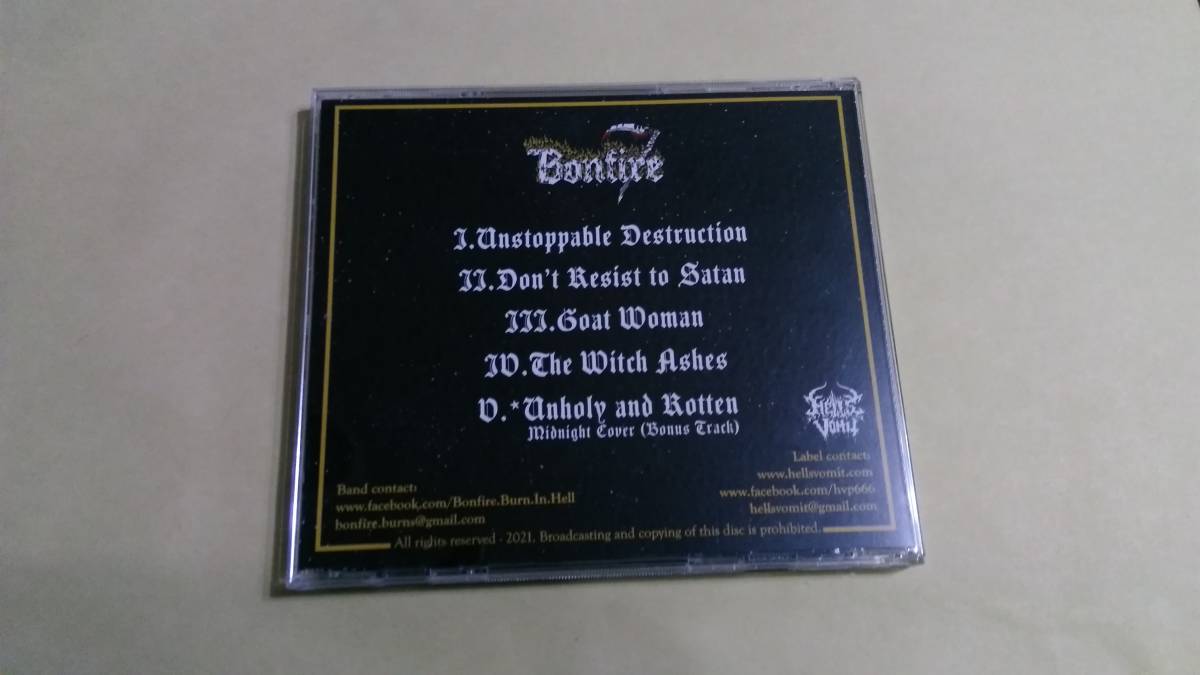 Bonfire
I.Unstoppable Destruction
II.Don't Resist to Satan
III.Goat Woman
IV.The Witch Ashes
V.*Unholy and Rotten
Midnight Cover (Bonus Track)
HELLS
VOMIT
Band contact:
www.facebook.com/Bonfire.Burn.In.Hell
bonfire.burns@gmail.com
Label contact:
www.hellsvomit.com
www.facebook.com/hvp666
hellsvomit@gmail.com
All rights reserved - 2021. Broadcasting and copying of this disc is prohibited.